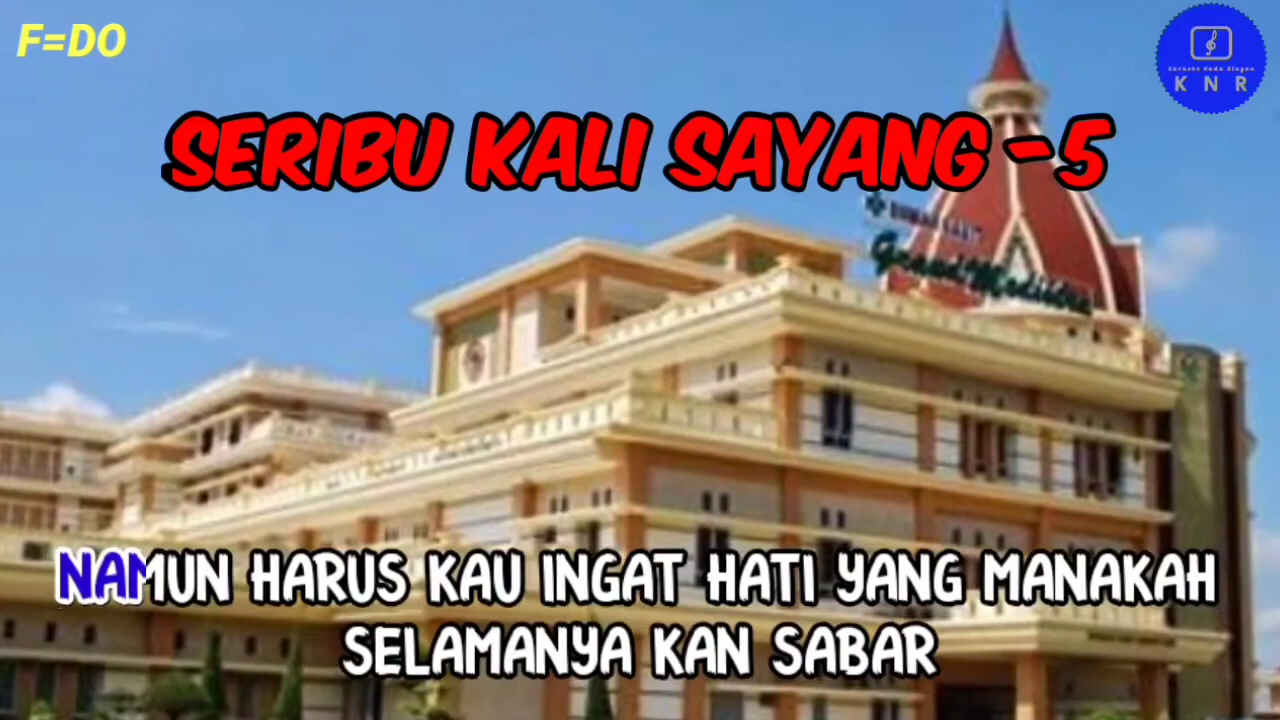 F=DO
K N R
SERIBU KALI SAYANG -5
NAMUN HARUS KAU INGAT HATI YANG MANAKAH
SELAMANYA KAN SABAR